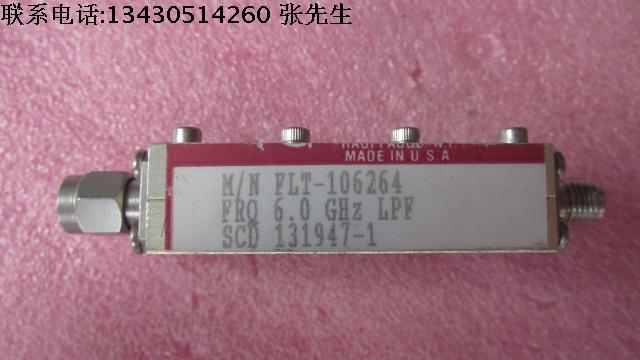 联系电话:13430514260 张先生
HAUPPAUGE N.Y.
MADE IN U.S.A
M/N FLT-106264
FRQ 6.0 GHz LPF
SCD 131947-1